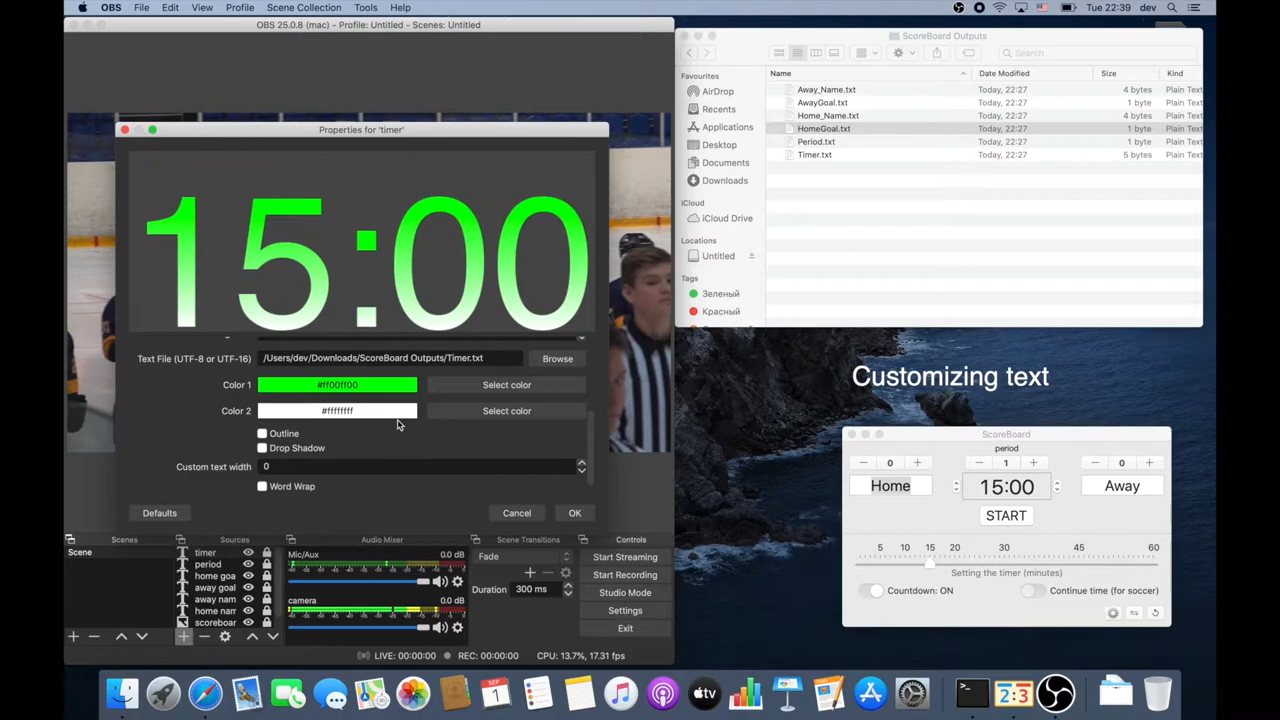 OBS File Edit View Profile Scene Collection Tools Help
Tue 22:39 dev
OBS 25.0.8 (mac) - Profile: Untitled - Scenes: Untitled
Properties for 'timer'
15:00
Text File (UTF-8 or UTF-16) /Users/dev/Downloads/ScoreBoard Outputs/Timer.txt Browse
Color 1 #ff00ff00 Select color
Color 2 #ffffffff Select color
Outline
Drop Shadow
Custom text width 0
Word Wrap
Defaults Cancel OK
Scenes Sources Audio Mixer Scene Transitions Controls
Scene
timer
period
home goa
away goal
away nam
home nam
scoreboar
Mic/Aux 0.0 dB
camera 0.0 dB
Fade
Duration 300 ms
Start Streaming
Start Recording
Studio Mode
Settings
Exit
LIVE: 00:00:00 REC: 00:00:00 CPU: 13.7%, 17.31 fps
ScoreBoard Outputs
Search
Favourites
AirDrop
Recents
Applications
Desktop
Documents
Downloads
iCloud
iCloud Drive
Locations
Untitled
Tags
Зеленый
Красный
Name Date Modified Size Kind
Away_Name.txt Today, 22:27 4 bytes Plain Text
AwayGoal.txt Today, 22:27 1 byte Plain Text
Home_Name.txt Today, 22:27 4 bytes Plain Text
HomeGoal.txt Today, 22:27 1 byte Plain Text
Period.txt Today, 22:27 1 byte Plain Text
Timer.txt Today, 22:27 5 bytes Plain Text
Customizing text
ScoreBoard
period
0 1 0
Home 15:00 Away
START
5 10 15 20 30 45 60
Setting the timer (minutes)
Countdown: ON Continue time (for soccer)
SEP
1
tv
2:3